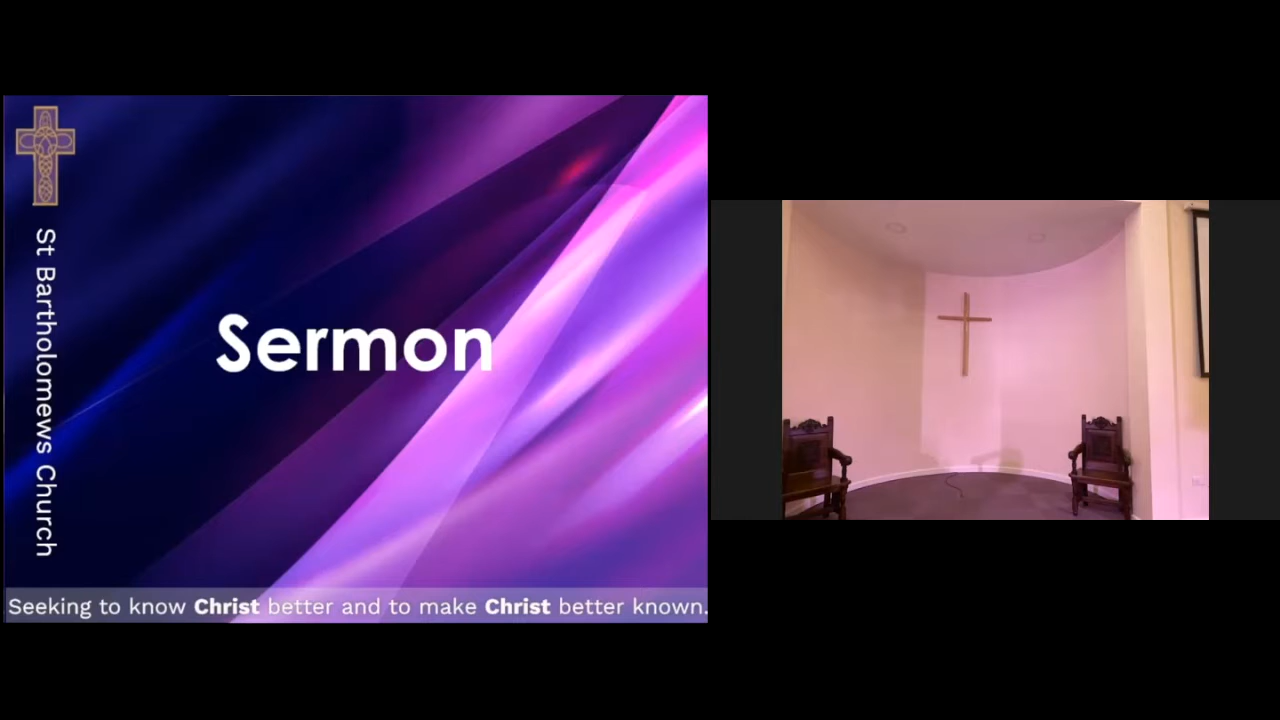 St Bartholomews Church
Sermon
Seeking to know Christ better and to make Christ better known.